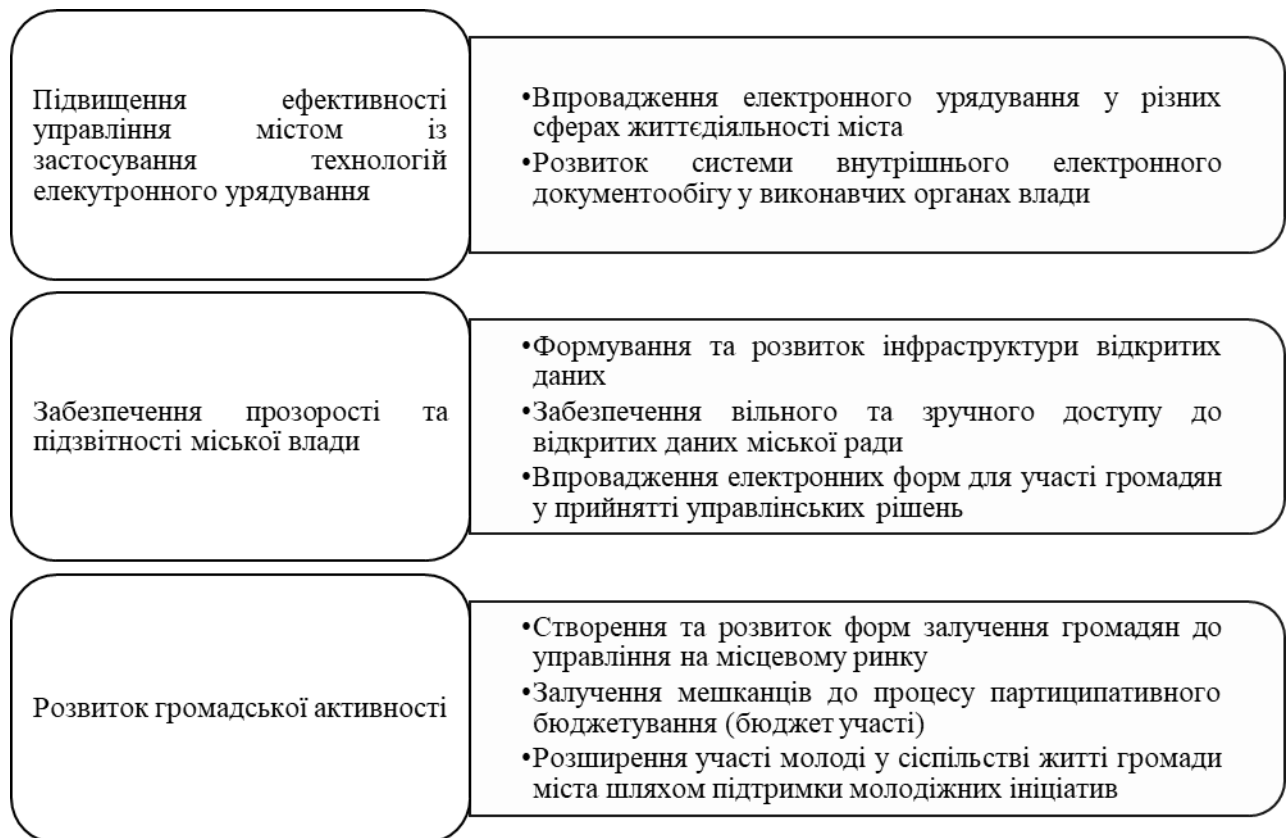 Підвищення ефективності
управління містом із
застосування технологій
елекутронного урядування
•Впровадження електронного урядування у різних
сферах життєдіяльності міста
•Розвиток системи внутрішнього електронного
документообігу у виконавчих органах влади
Забезпечення прозорості та
підзвітності міської влади
•Формування та розвиток інфраструктури відкритих
даних
•Забезпечення вільного та зручного доступу до
відкритих даних міської ради
•Впровадження електронних форм для участі громадян
у прийнятті управлінських рішень
Розвиток громадської активності
•Створення та розвиток форм залучення громадян до
управління на місцевому ринку
•Залучення мешканців до процесу партиципативного
бюджетування (бюджет участі)
•Розширення участі молоді у сіспільстві житті громади
міста шляхом підтримки молодіжних ініціатив